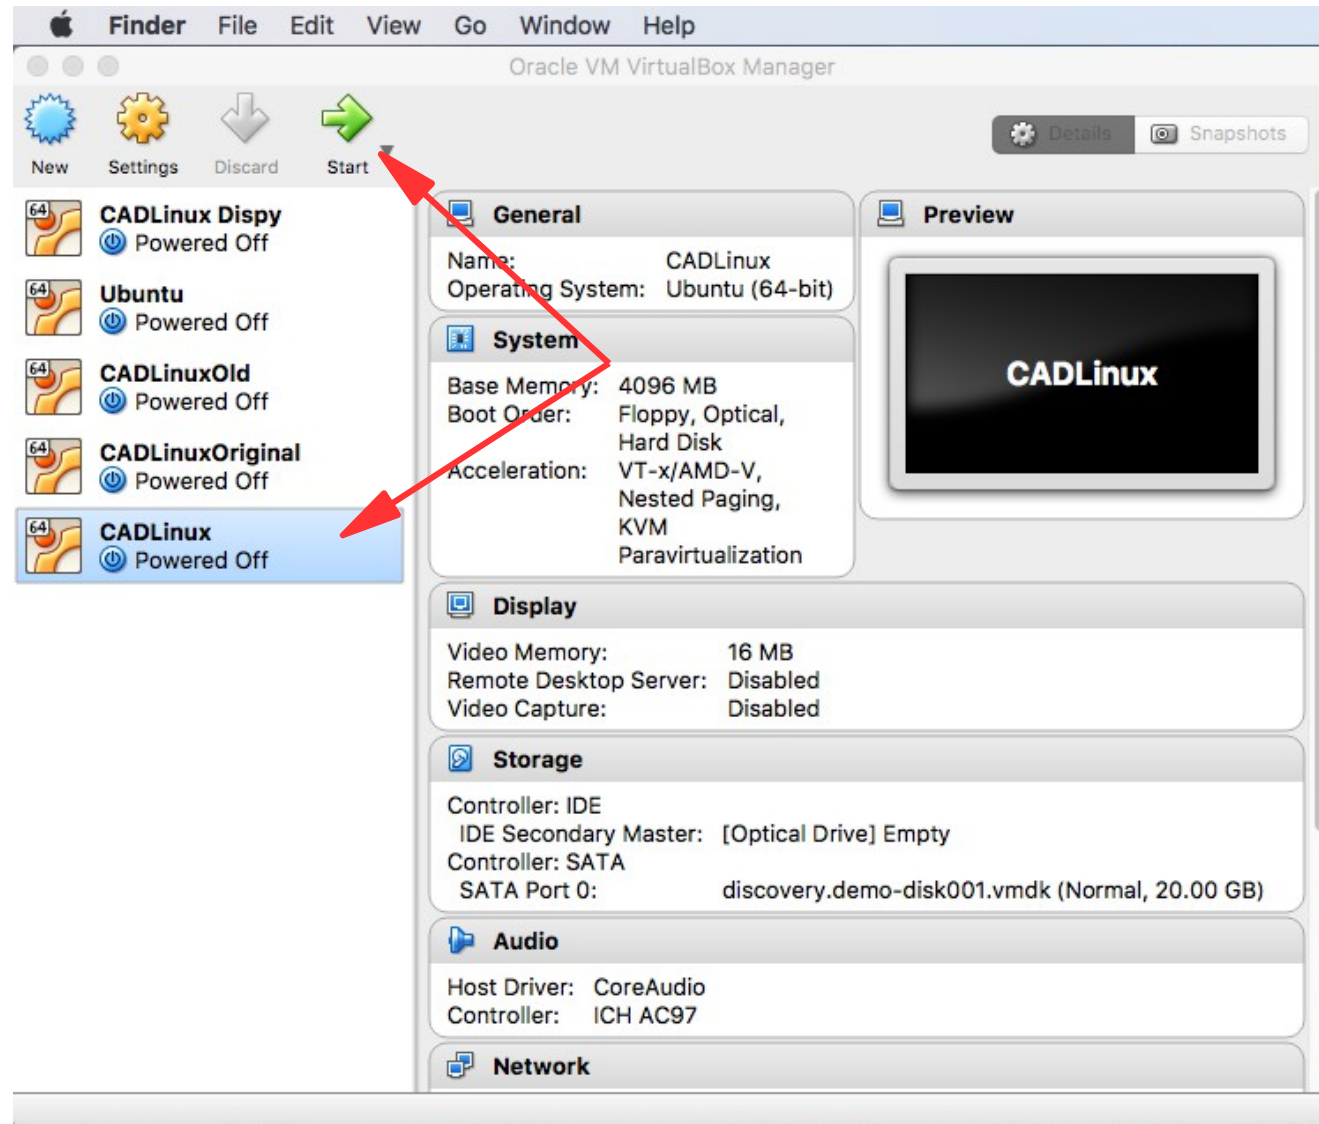 Finder File Edit View Go Window Help
Oracle VM VirtualBox Manager
New Settings Discard Start
Details Snapshots
64
CADLinux Dispy
Powered Off
64
Ubuntu
Powered Off
64
CADLinuxOld
Powered Off
64
CADLinuxOriginal
Powered Off
64
CADLinux
Powered Off
General
Name: CADLinux
Operating System: Ubuntu (64-bit)
Preview
CADLinux
System
Base Memory: 4096 MB
Boot Order: Floppy, Optical,
Hard Disk
Acceleration: VT-x/AMD-V,
Nested Paging,
KVM
Paravirtualization
Display
Video Memory: 16 MB
Remote Desktop Server: Disabled
Video Capture: Disabled
Storage
Controller: IDE
IDE Secondary Master: [Optical Drive] Empty
Controller: SATA
SATA Port 0: discovery.demo-disk001.vmdk (Normal, 20.00 GB)
Audio
Host Driver: CoreAudio
Controller: ICH AC97
Network